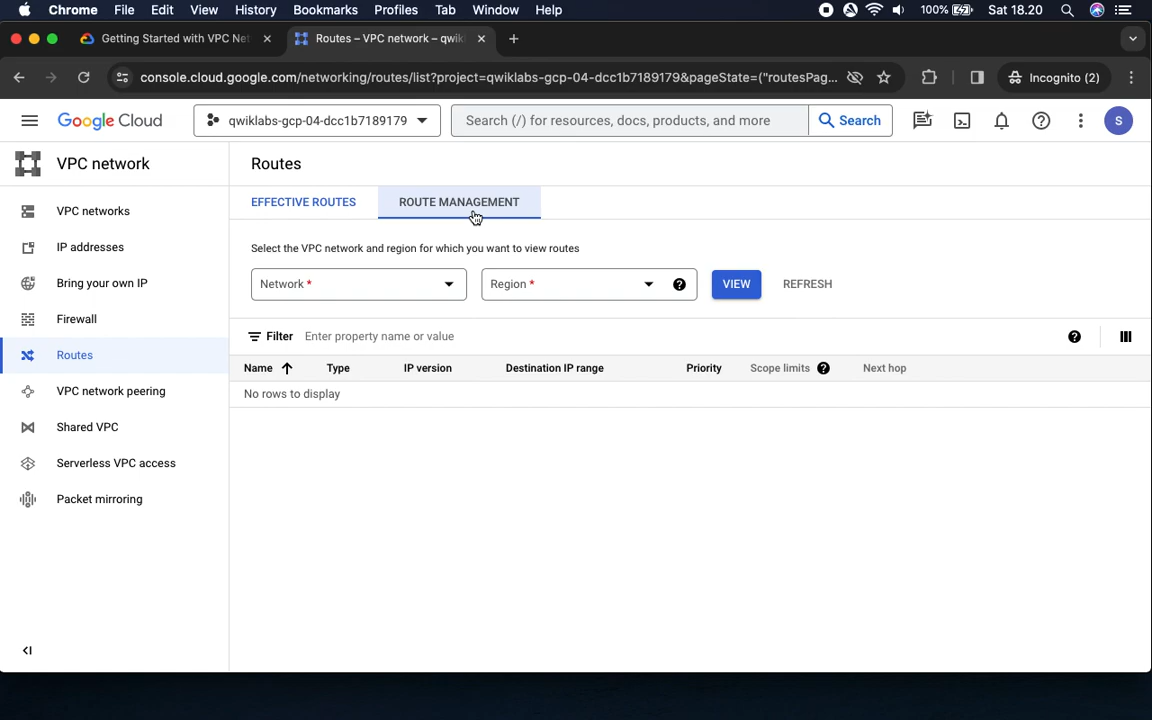 Chrome File Edit View History Bookmarks Profiles Tab Window Help 100% Sat 18.20
Getting Started with VPC Net Routes – VPC network – qwik
console.cloud.google.com/networking/routes/list?project=qwiklabs-gcp-04-dcc1b7189179&pageState=("routesPag... Incognito (2)
Google Cloud qwiklabs-gcp-04-dcc1b7189179 Search (/) for resources, docs, products, and more Search S
VPC network
Routes
EFFECTIVE ROUTES ROUTE MANAGEMENT
VPC networks
IP addresses
Bring your own IP
Firewall
Routes
VPC network peering
Shared VPC
Serverless VPC access
Packet mirroring
Select the VPC network and region for which you want to view routes
Network * Region * VIEW REFRESH
Filter Enter property name or value
Name Type IP version Destination IP range Priority Scope limits Next hop
No rows to display